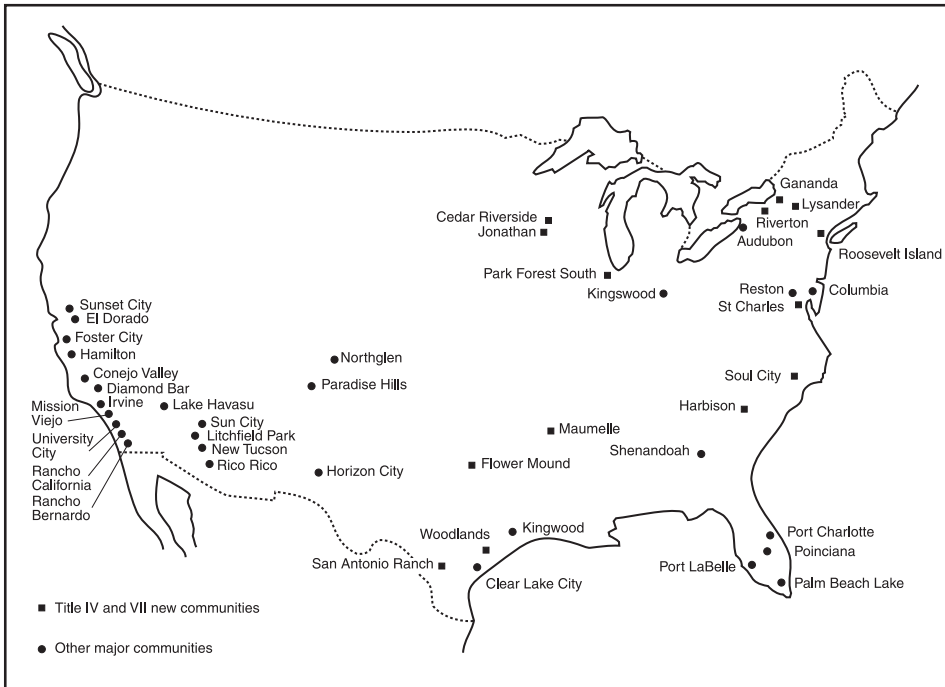 Gananda
Lysander
Riverton
Audubon
Roosevelt Island
Cedar Riverside
Jonathan
Park Forest South
Kingswood
Reston
Columbia
St Charles
Sunset City
El Dorado
Foster City
Hamilton
Conejo Valley
Diamond Bar
Irvine
Mission
Viejo
University
City
Rancho
California
Rancho
Bernardo
Lake Havasu
Sun City
Litchfield Park
New Tucson
Rico Rico
Northglen
Paradise Hills
Horizon City
Soul City
Harbison
Maumelle
Flower Mound
Shenandoah
Woodlands
Kingwood
San Antonio Ranch
Clear Lake City
Port Charlotte
Poinciana
Port LaBelle
Palm Beach Lake
Title IV and VII new communities
Other major communities